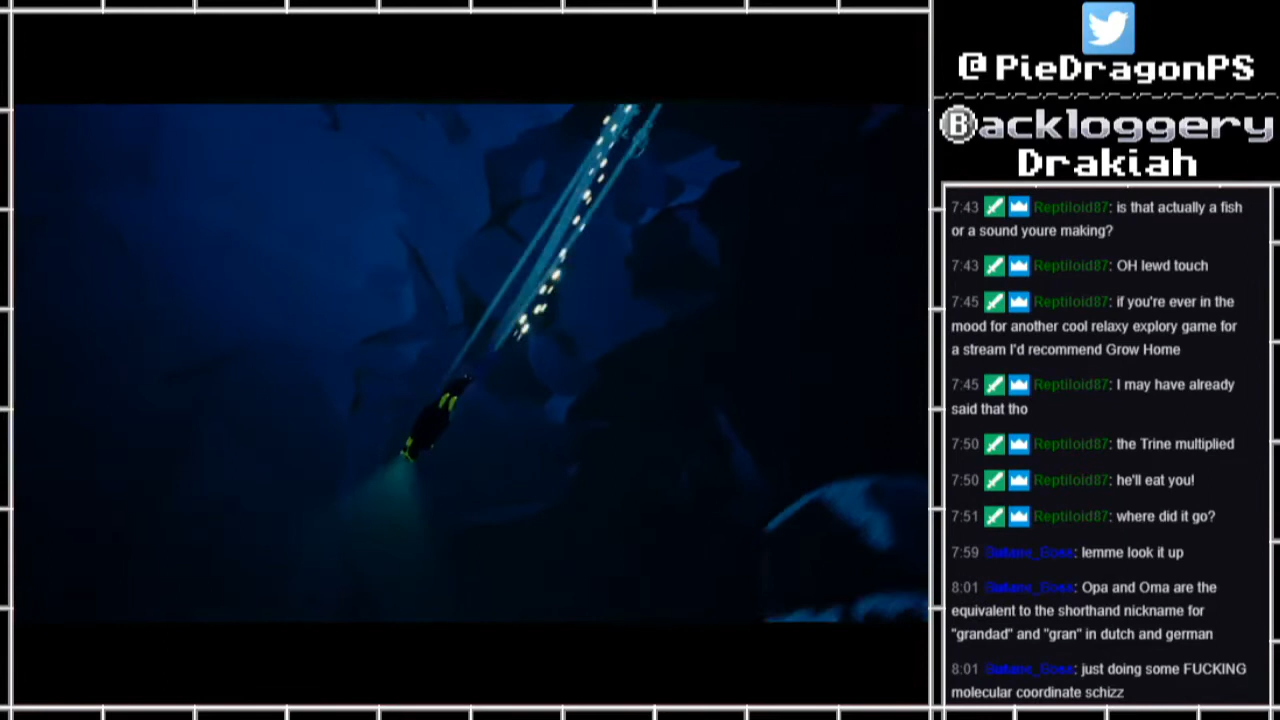 @PieDragonPS
Backloggery
Drakiah
7:43 Reptiloid87: is that actually a fish
or a sound youre making?
7:43 Reptiloid87: OH lewd touch
7:45 Reptiloid87: if you're ever in the
mood for another cool relaxy explory game for
a stream I'd recommend Grow Home
7:45 Reptiloid87: I may have already
said that tho
7:50 Reptiloid87: the Trine multiplied
7:50 Reptiloid87: he'll eat you!
7:51 Reptiloid87: where did it go?
7:59 Butane_Boss: lemme look it up
8:01 Butane_Boss: Opa and Oma are the
equivalent to the shorthand nickname for
"grandad" and "gran" in dutch and german
8:01 Butane_Boss: just doing some FUCKING
molecular coordinate schizz